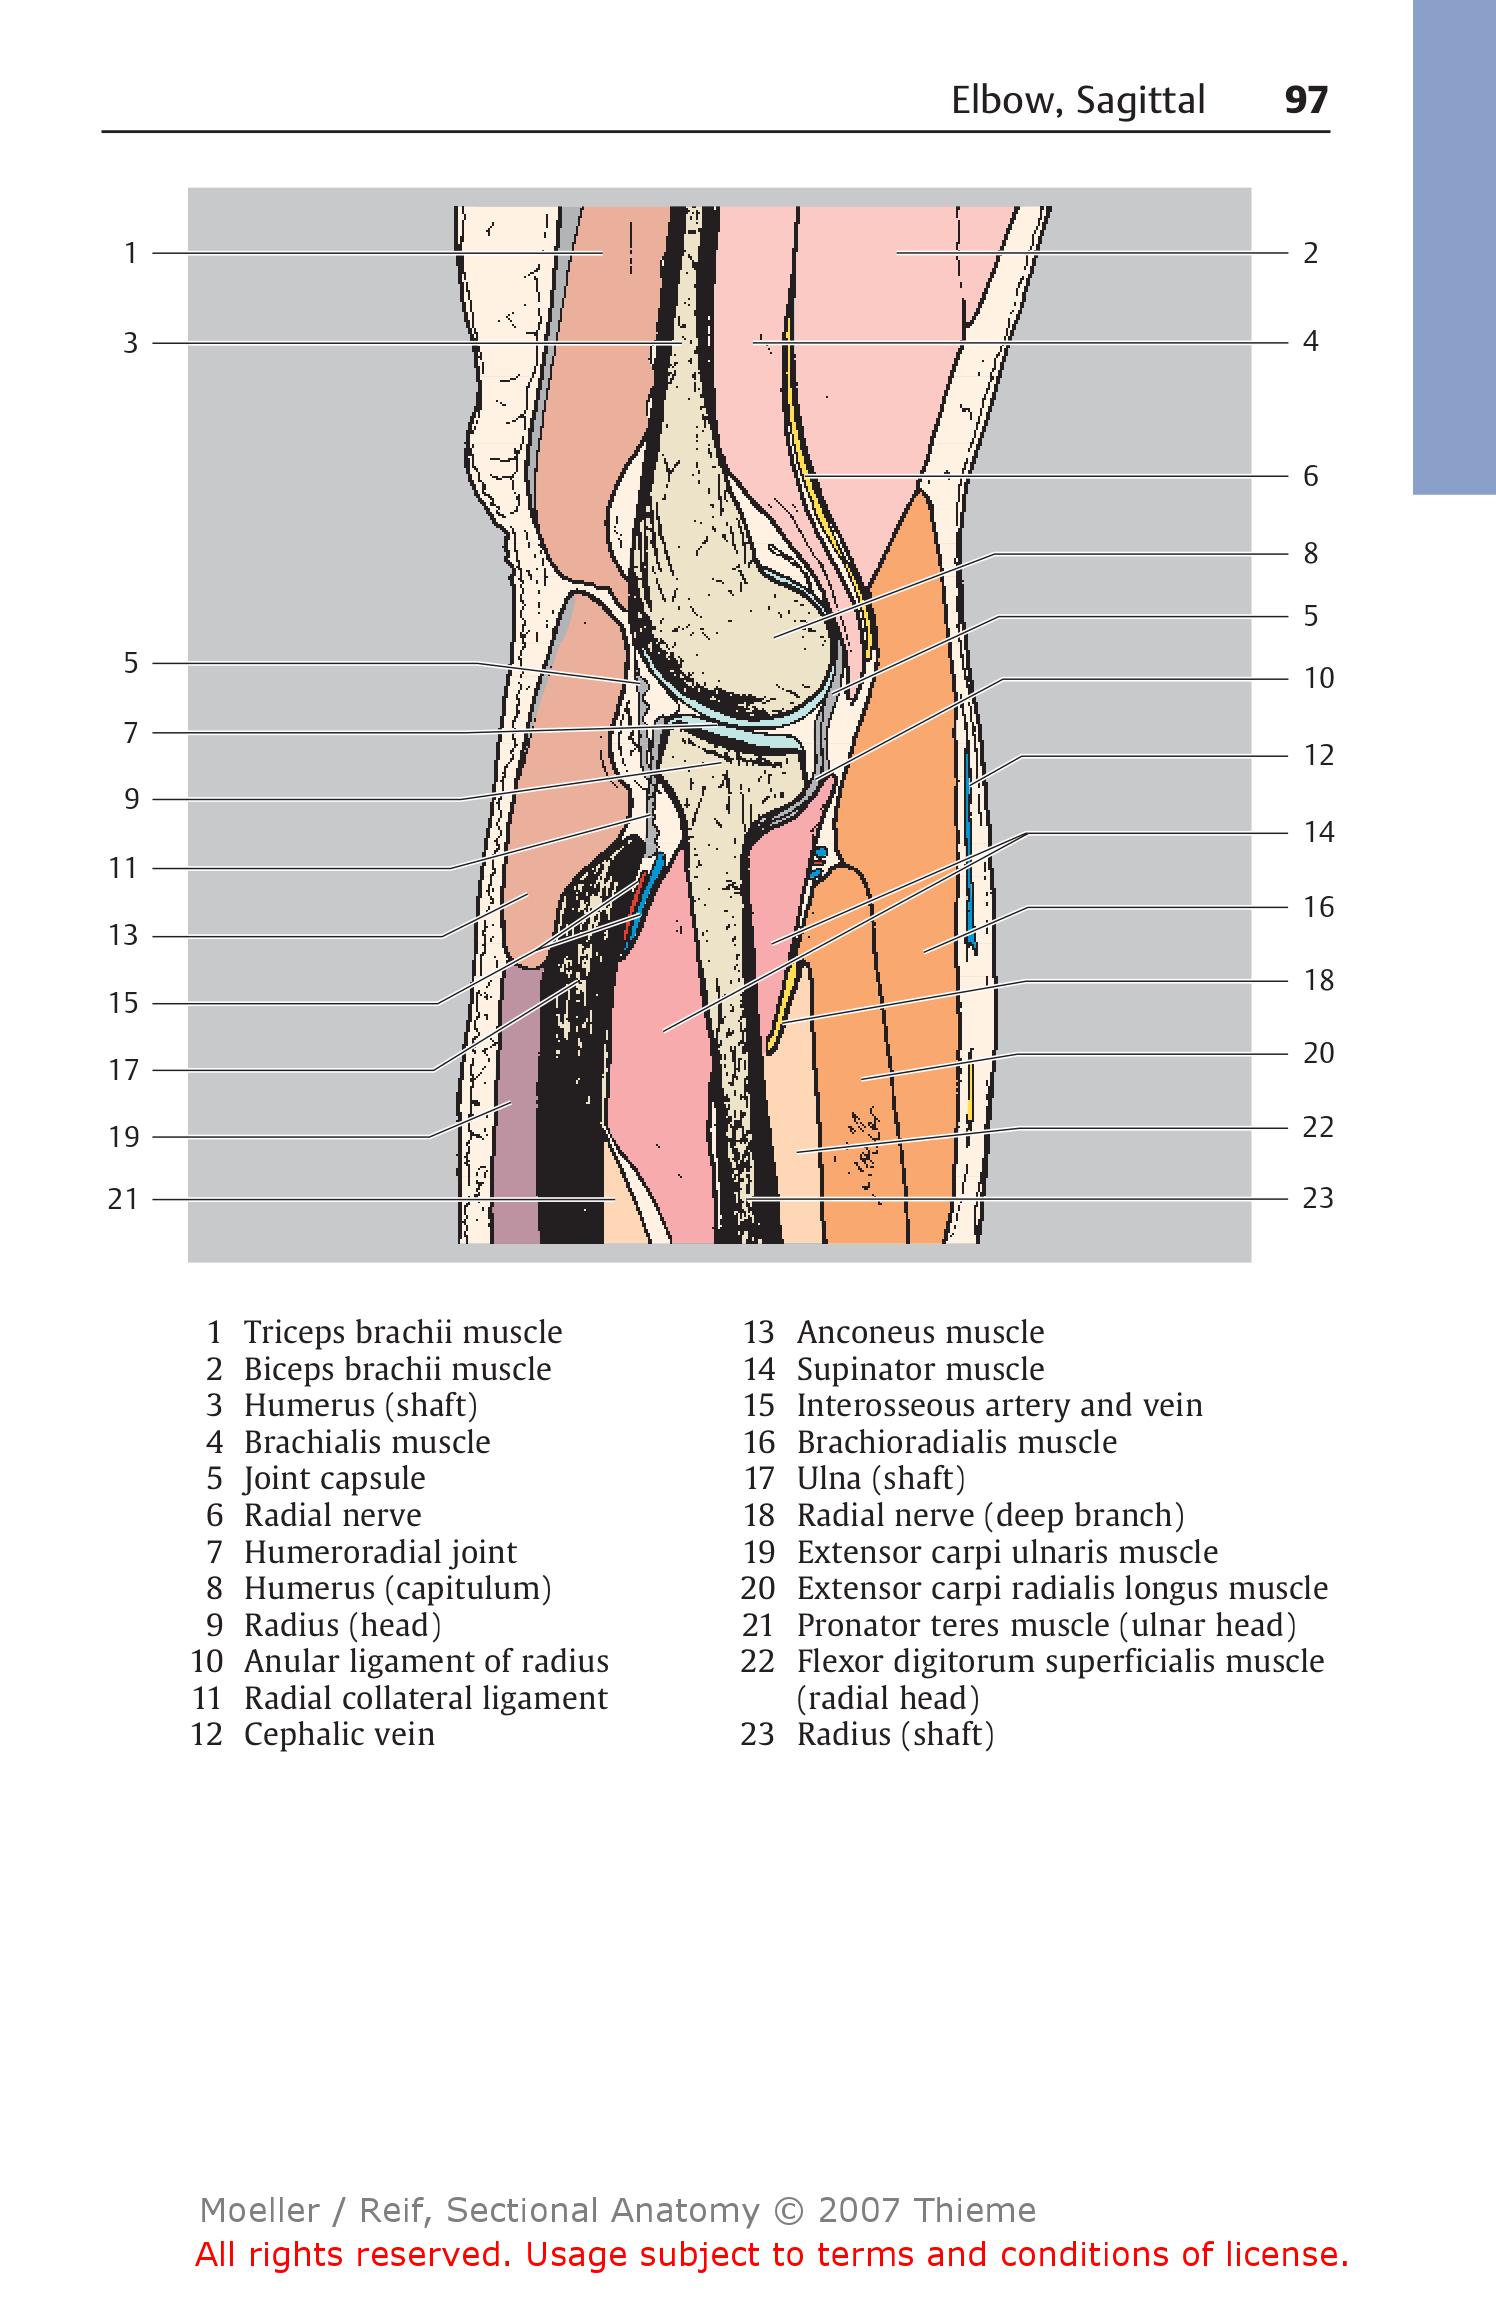 Elbow, Sagittal 97
1
2
3
4
6
8
5
5
10
7
12
9
14
11
16
13
18
15
20
17
22
19
21
23
1 Triceps brachii muscle
2 Biceps brachii muscle
3 Humerus (shaft)
4 Brachialis muscle
5 Joint capsule
6 Radial nerve
7 Humeroradial joint
8 Humerus (capitulum)
9 Radius (head)
10 Anular ligament of radius
11 Radial collateral ligament
12 Cephalic vein
13 Anconeus muscle
14 Supinator muscle
15 Interosseous artery and vein
16 Brachioradialis muscle
17 Ulna (shaft)
18 Radial nerve (deep branch)
19 Extensor carpi ulnaris muscle
20 Extensor carpi radialis longus muscle
21 Pronator teres muscle (ulnar head)
22 Flexor digitorum superficialis muscle
(radial head)
23 Radius (shaft)
Moeller / Reif, Sectional Anatomy © 2007 Thieme
All rights reserved. Usage subject to terms and conditions of license.